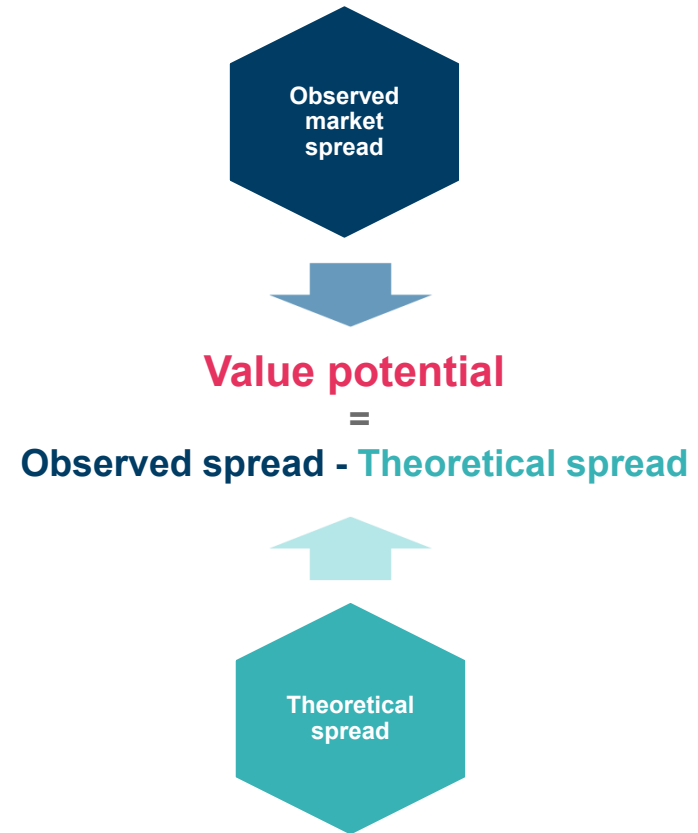 Observed
market
spread
Value potential
=
Observed spread - Theoretical spread
Theoretical
spread